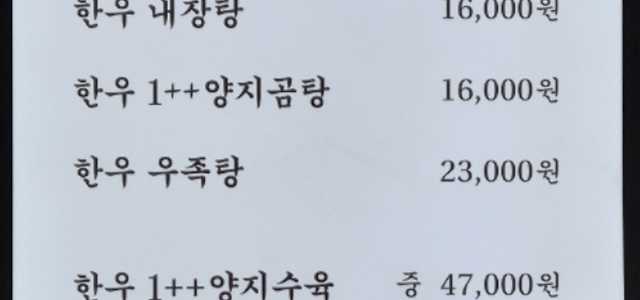 한우 내장탕 16,000원
한우 1++양지곰탕 16,000원
한우 우족탕 23,000원
한우 1++양지수육 중 47,000원